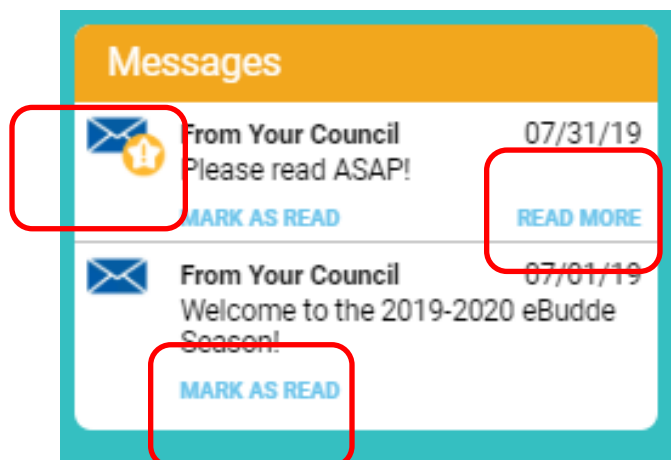 Messages
From Your Council 07/31/19
Please read ASAP!
MARK AS READ READ MORE
From Your Council 07/01/19
Welcome to the 2019-2020 eBudde
Season!
MARK AS READ